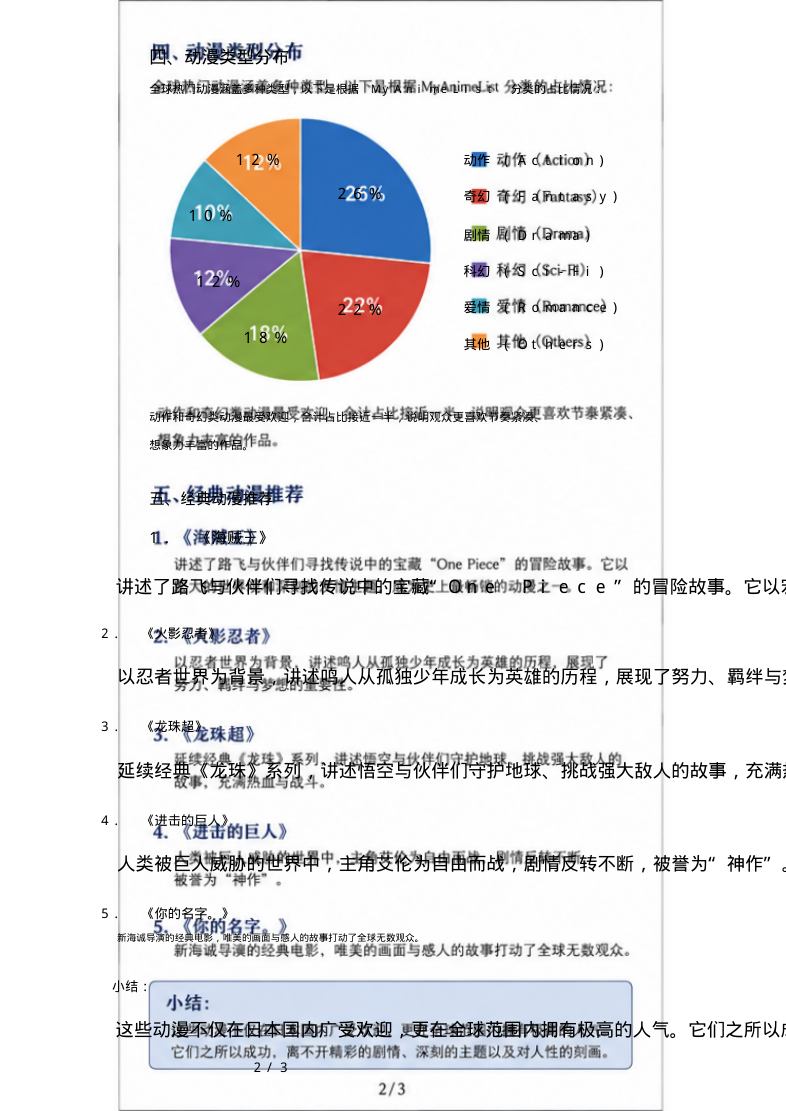 四、动漫类型分布
全球热门动漫涵盖多种类型，以下是根据 MyAnimeList 分类的占比情况：
12%
26%
10%
12%
22%
18%
动作（Action）
奇幻（Fantasy）
剧情（Drama）
科幻（Sci-Fi）
爱情（Romance）
其他（Others）
动作和奇幻类动漫最受欢迎，合计占比接近一半，说明观众更喜欢节奏紧凑、
想象力丰富的作品。
五、经典动漫推荐
1. 《海贼王》
讲述了路飞与伙伴们寻找传说中的宝藏“One Piece”的冒险故事。它以
2. 《火影忍者》
以忍者世界为背景，讲述鸣人从孤独少年成长为英雄的历程，展现了
努力、羁绊与梦想的重要性。
3. 《龙珠超》
延续经典《龙珠》系列，讲述悟空与伙伴们守护地球、挑战强大敌人的
故事，充满热血与战斗。
4. 《进击的巨人》
人类被巨人威胁的世界中，主角艾伦为自由而战，剧情反转不断，
被誉为“神作”。
5. 《你的名字。》
新海诚导演的经典电影，唯美的画面与感人的故事打动了全球无数观众。
小结：
这些动漫不仅在日本国内广受欢迎，更在全球范围内拥有极高的人气。
它们之所以成功，离不开精彩的剧情、深刻的主题以及对人性的刻画。
2/3